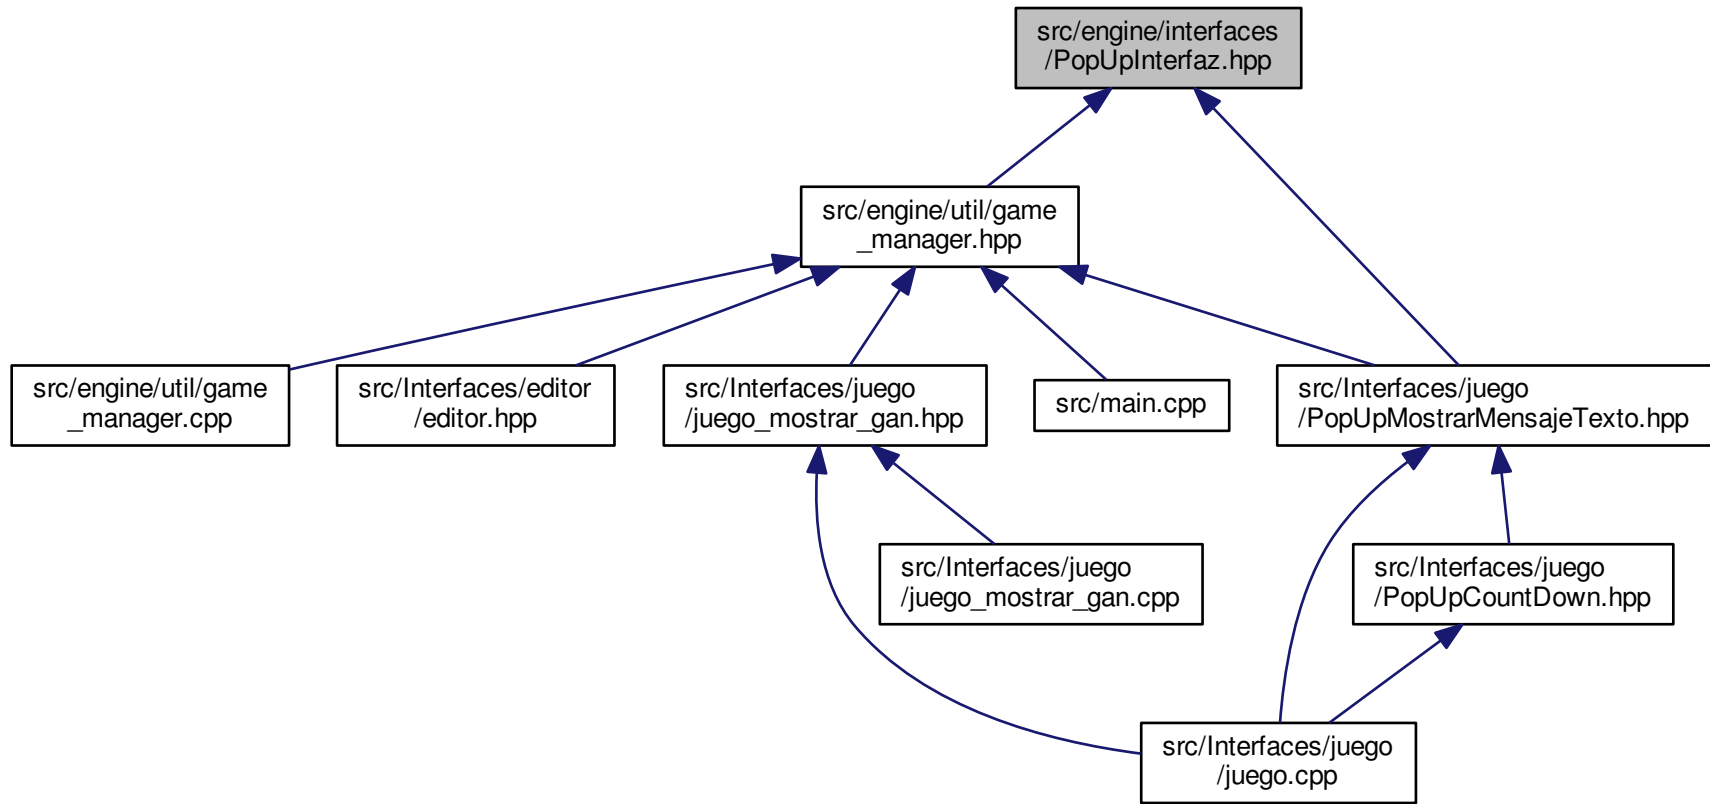 src/engine/interfaces
/PopUpInterfaz.hpp
src/engine/util/game
_manager.hpp
src/engine/util/game
_manager.cpp
src/Interfaces/editor
/editor.hpp
src/Interfaces/juego
/juego_mostrar_gan.hpp
src/main.cpp
src/Interfaces/juego
/PopUpMostrarMensajeTexto.hpp
src/Interfaces/juego
/juego_mostrar_gan.cpp
src/Interfaces/juego
/PopUpCountDown.hpp
src/Interfaces/juego
/juego.cpp